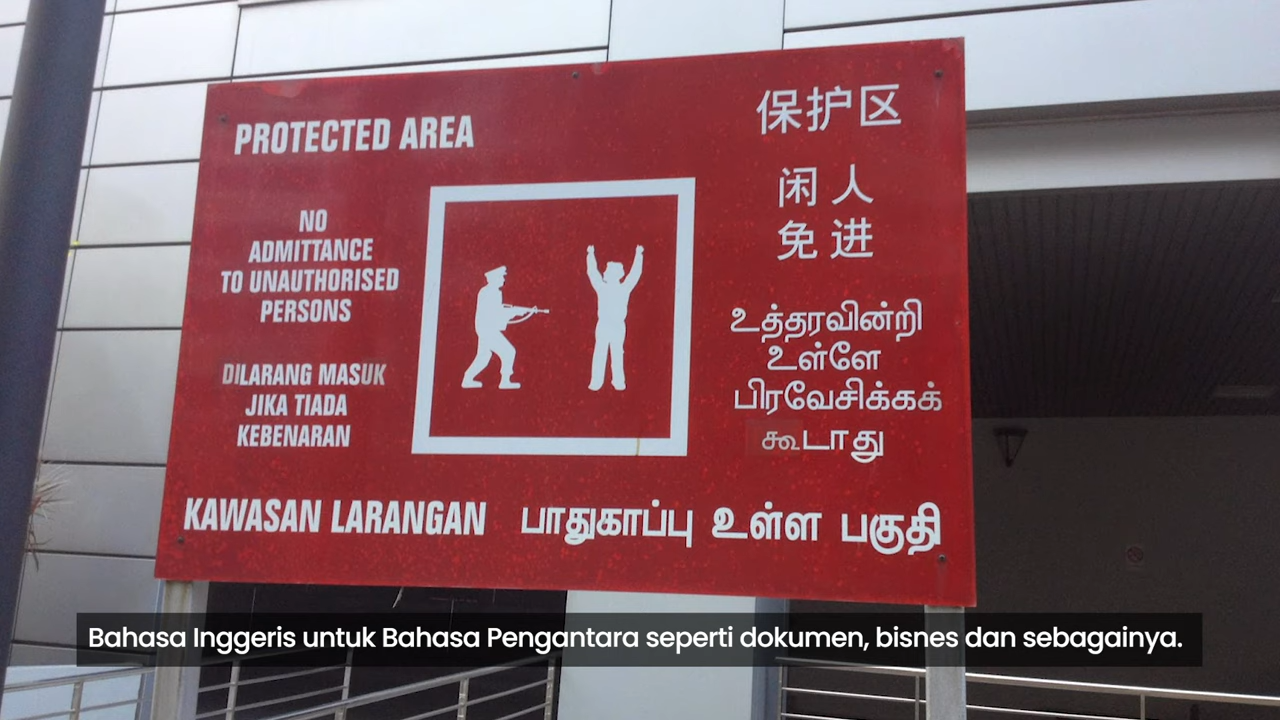 PROTECTED AREA
NO
ADMITTANCE
TO UNAUTHORISED
PERSONS
DILARANG MASUK
JIKA TIADA
KEBENARAN
KAWASAN LARANGAN
保护区
闲人
免进
உத்தரவின்றி
உள்ளே
பிரவேசிக்கக்
கூடாது
பாதுகாப்பு உள்ள பகுதி
Bahasa Inggeris untuk Bahasa Pengantara seperti dokumen, bisnes dan sebagainya.